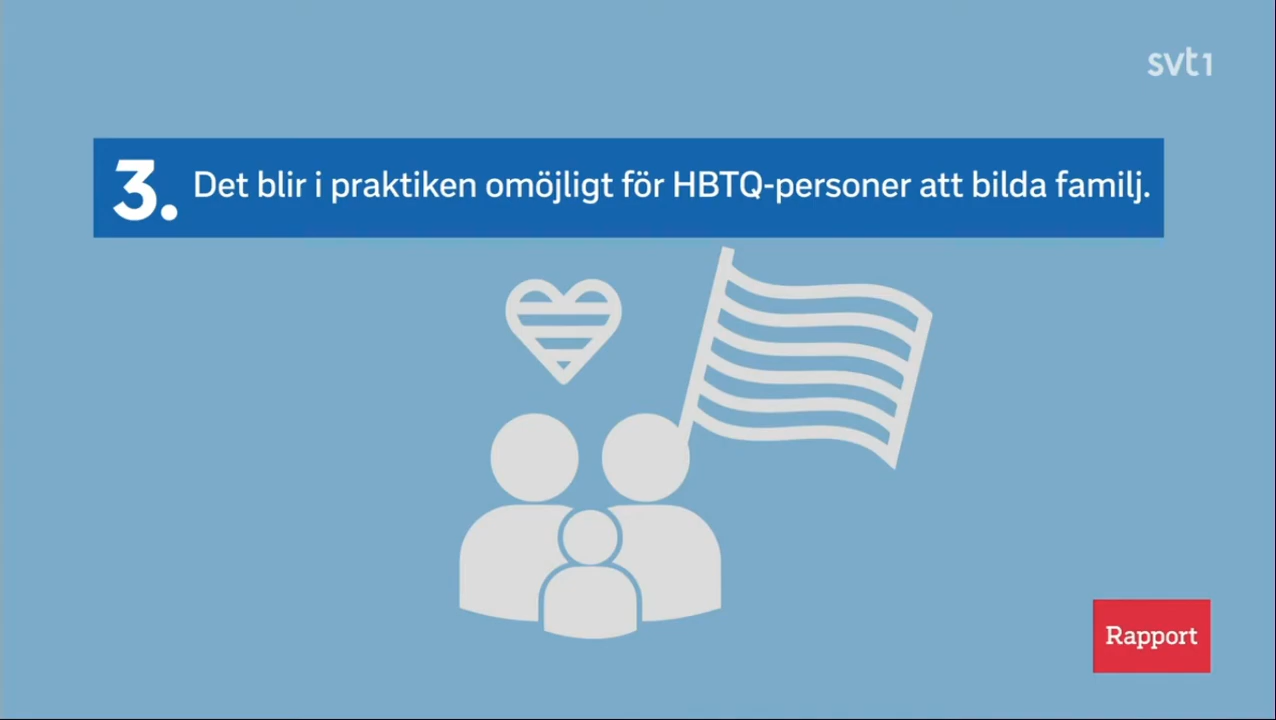 svt1
3. Det blir i praktiken omöjligt för HBTQ-personer att bilda familj.
Rapport